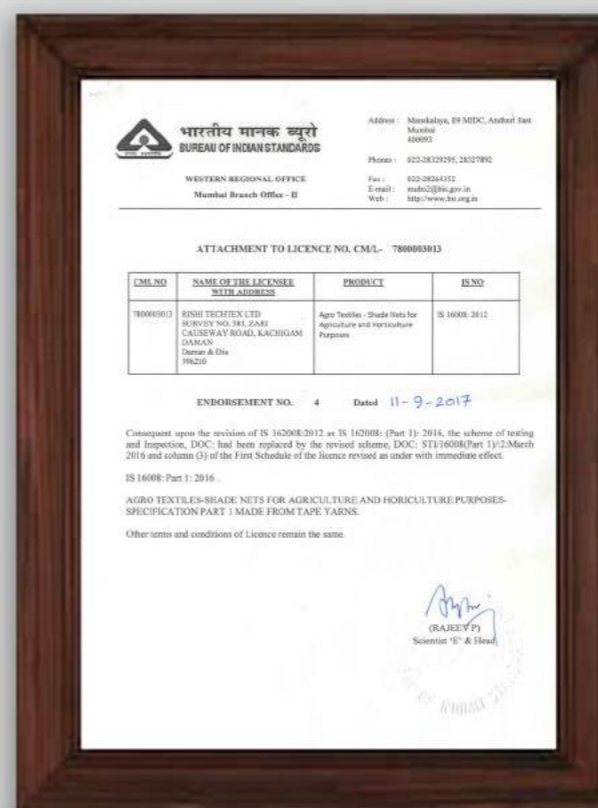 भारतीय मानक ब्यूरो
BUREAU OF INDIAN STANDARDS
WESTERN REGIONAL OFFICE
Mumbai Branch Office - II
Address : Manakalaya, E9 MIDC, Andheri East
Mumbai
400093
Phones : 022-28329295, 28327892
Fax : 022-28264352
E-mail : mubo2@bis.gov.in
Web : http://www.bis.org.in
ATTACHMENT TO LICENCE NO. CM/L- 7800003013
CML NO
NAME OF THE LICENSEE
WITH ADDRESS
PRODUCT
IS NO
7800003013
RISHI TECHTEX LTD
SURVEY NO. 381, ZARI
CAUSEWAY ROAD, KACHIGAM
DAMAN
Daman & Diu
396210
Agro Textiles - Shade Nets for
Agriculture and Horticulture
Purposes
IS 16008: 2012
ENDORSEMENT NO. 4 Dated 11-9-2017
Consequent upon the revision of IS 162008:2012 as IS 162008: (Part 1): 2016, the scheme of testing
and Inspection, DOC: had been replaced by the revised scheme, DOC: STI/16008(Part 1)/:2:March
2016 and column (3) of the First Schedule of the licence revised as under with immediate effect.
IS 16008: Part 1: 2016
AGRO TEXTILES-SHADE NETS FOR AGRICULTURE AND HORICULTURE PURPOSES-
SPECIFICATION PART 1 MADE FROM TAPE YARNS.
Other terms and conditions of Licence remain the same.
(RAJEEV P)
Scientist 'E' & Head